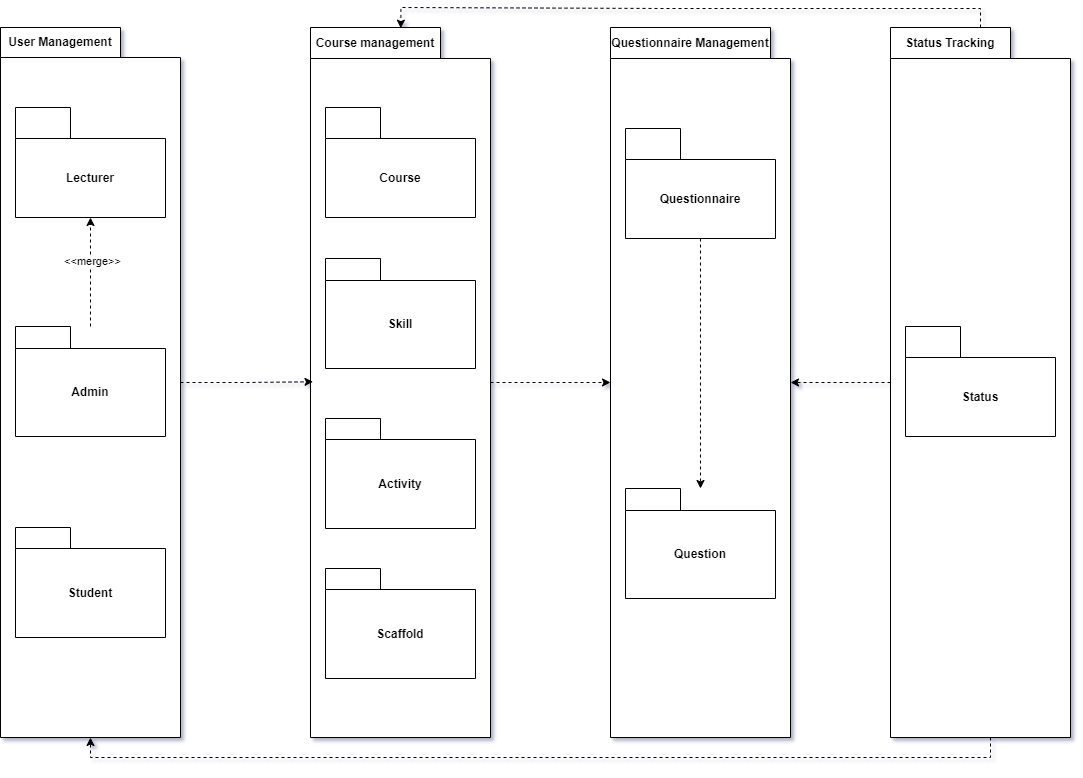 User Management
Lecturer
<<merge>>
Admin
Student
Course management
Course
Skill
Activity
Scaffold
Questionnaire Management
Questionnaire
Question
Status Tracking
Status